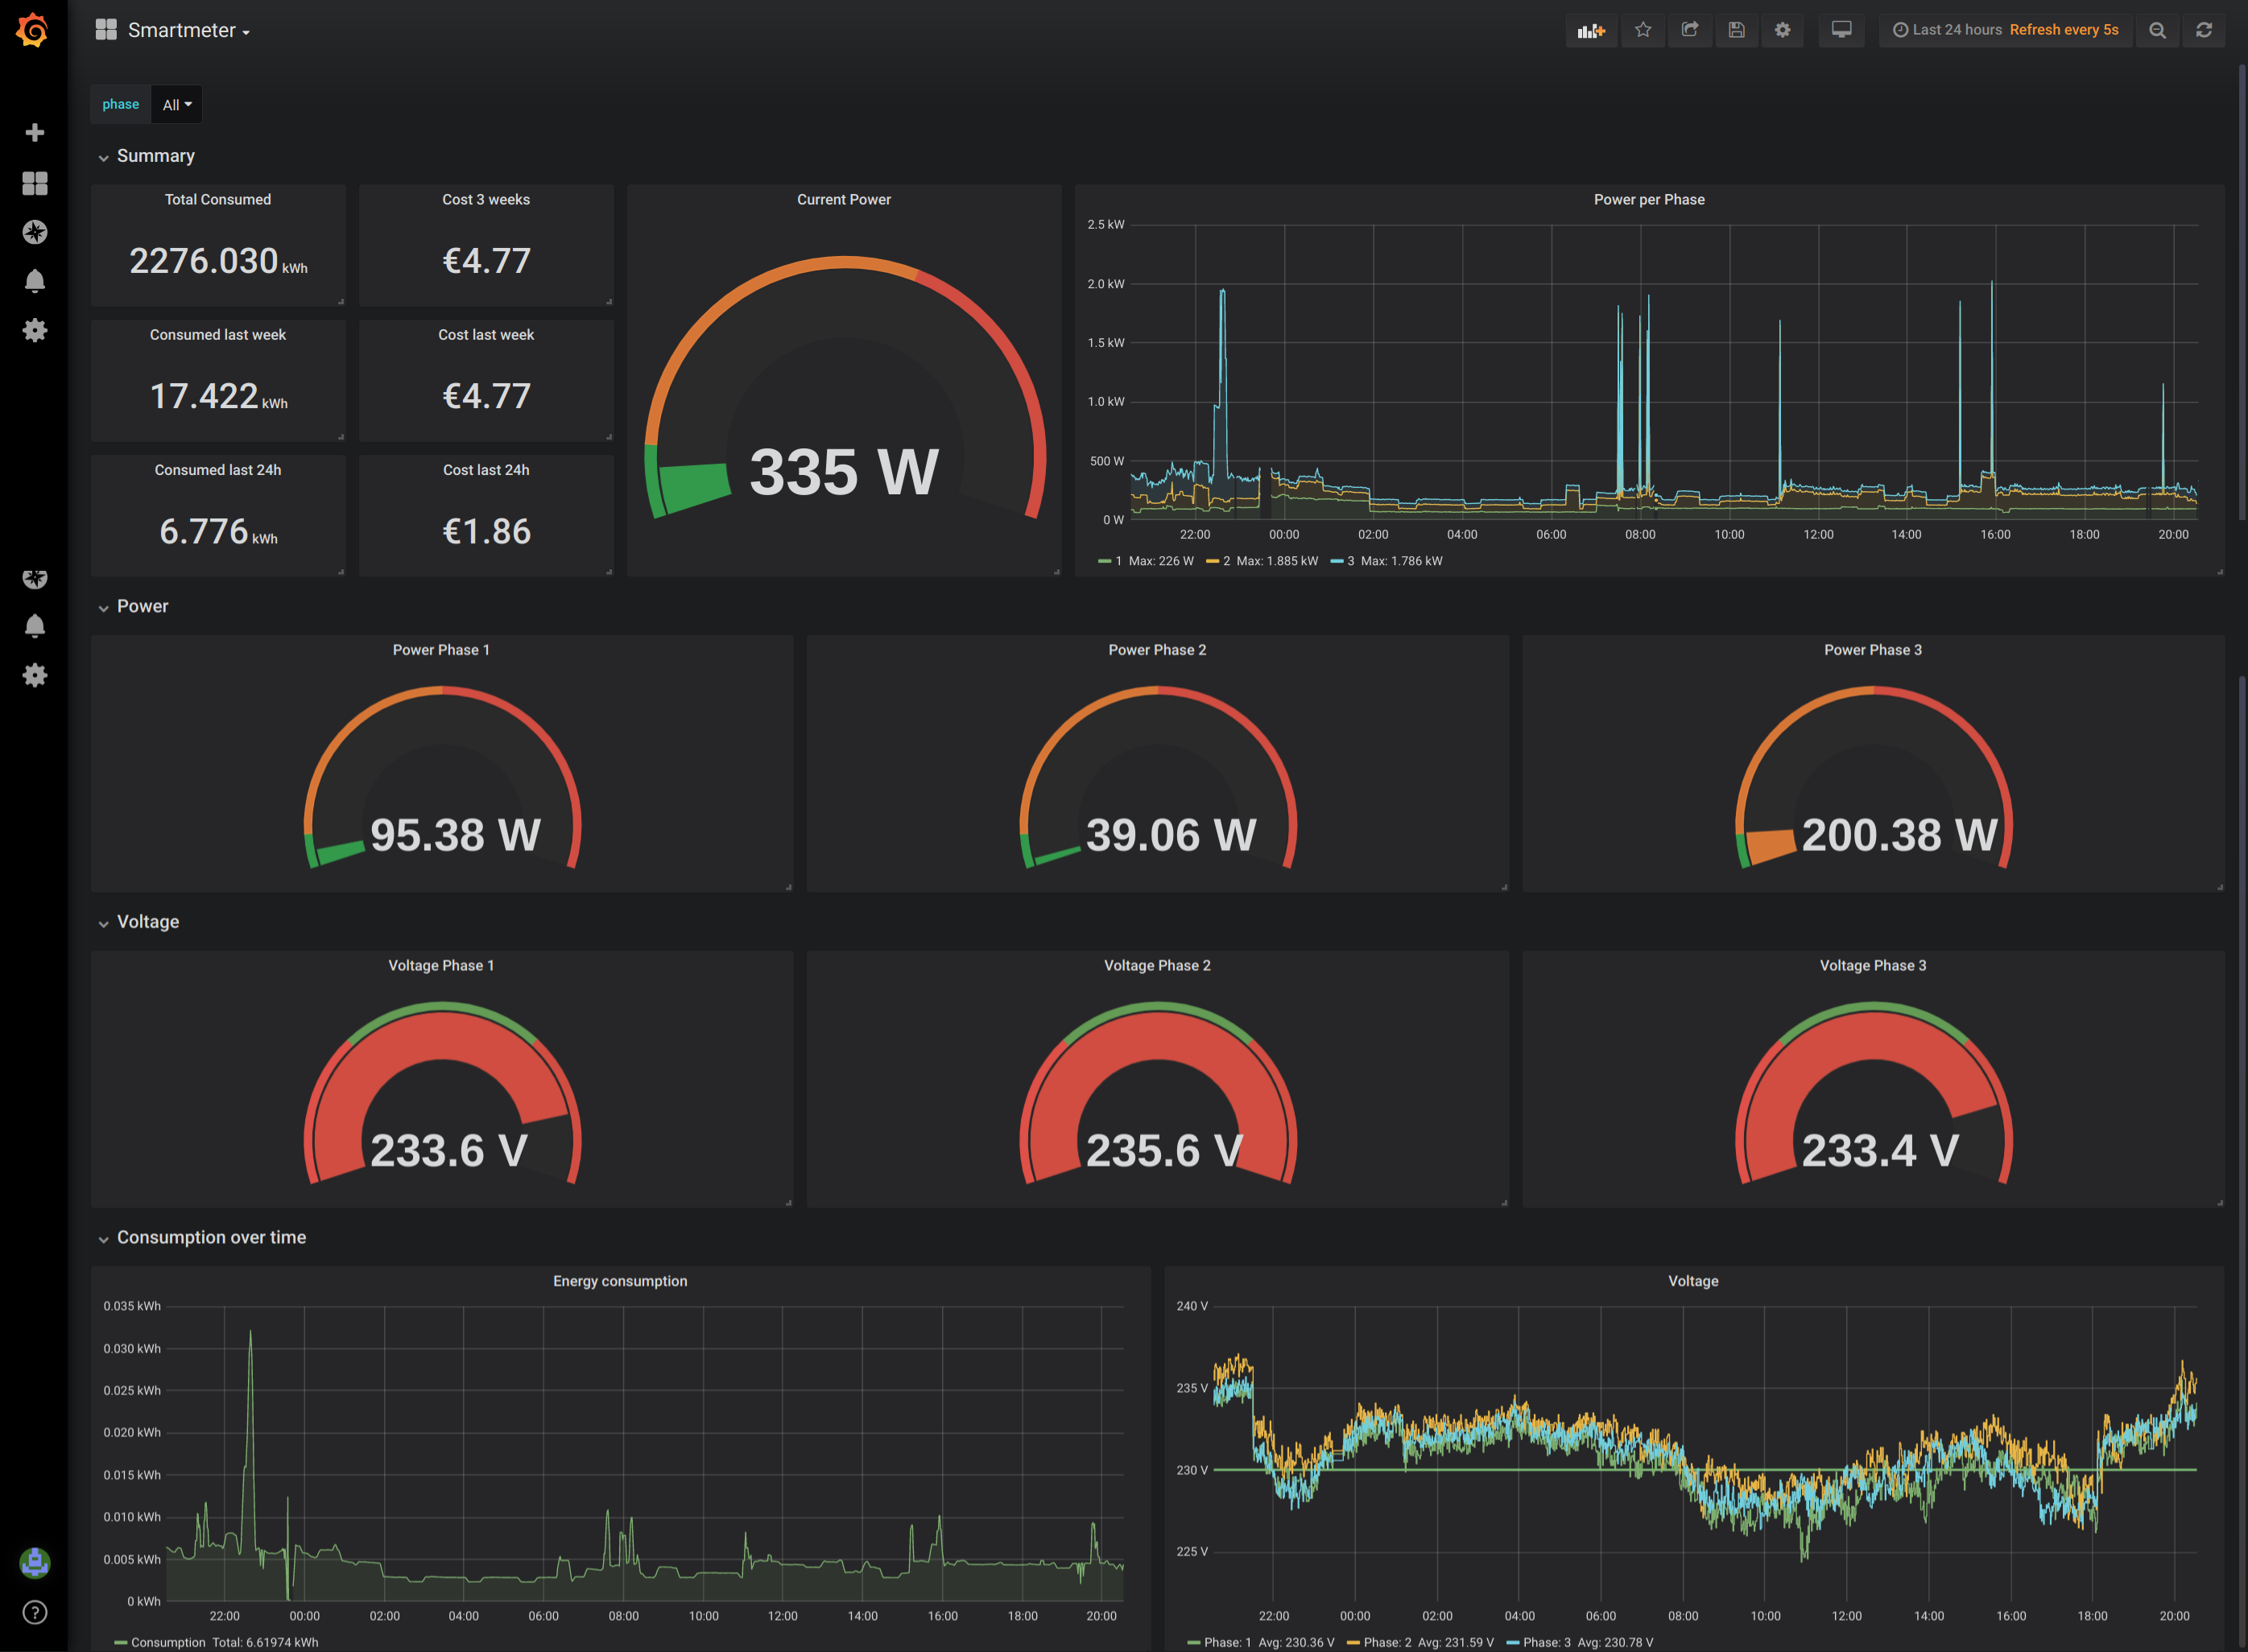 Smartmeter
Last 24 hours Refresh every 5s
phase All
Summary
Total Consumed
2276.030 kWh
Cost 3 weeks
€4.77
Consumed last week
17.422 kWh
Cost last week
€4.77
Consumed last 24h
6.776 kWh
Cost last 24h
€1.86
Current Power
335 W
Power per Phase
2.5 kW
2.0 kW
1.5 kW
1.0 kW
500 W
0 W
22:00 00:00 02:00 04:00 06:00 08:00 10:00 12:00 14:00 16:00 18:00 20:00
1 Max: 226 W 2 Max: 1.885 kW 3 Max: 1.786 kW
Power
Power Phase 1
95.38 W
Power Phase 2
39.06 W
Power Phase 3
200.38 W
Voltage
Voltage Phase 1
233.6 V
Voltage Phase 2
235.6 V
Voltage Phase 3
233.4 V
Consumption over time
Energy consumption
0.035 kWh
0.030 kWh
0.025 kWh
0.020 kWh
0.015 kWh
0.010 kWh
0.005 kWh
0 kWh
22:00 00:00 02:00 04:00 06:00 08:00 10:00 12:00 14:00 16:00 18:00 20:00
Consumption Total: 6.61974 kWh
Voltage
240 V
235 V
230 V
225 V
22:00 00:00 02:00 04:00 06:00 08:00 10:00 12:00 14:00 16:00 18:00 20:00
Phase: 1 Avg: 230.36 V Phase: 2 Avg: 231.59 V Phase: 3 Avg: 230.78 V